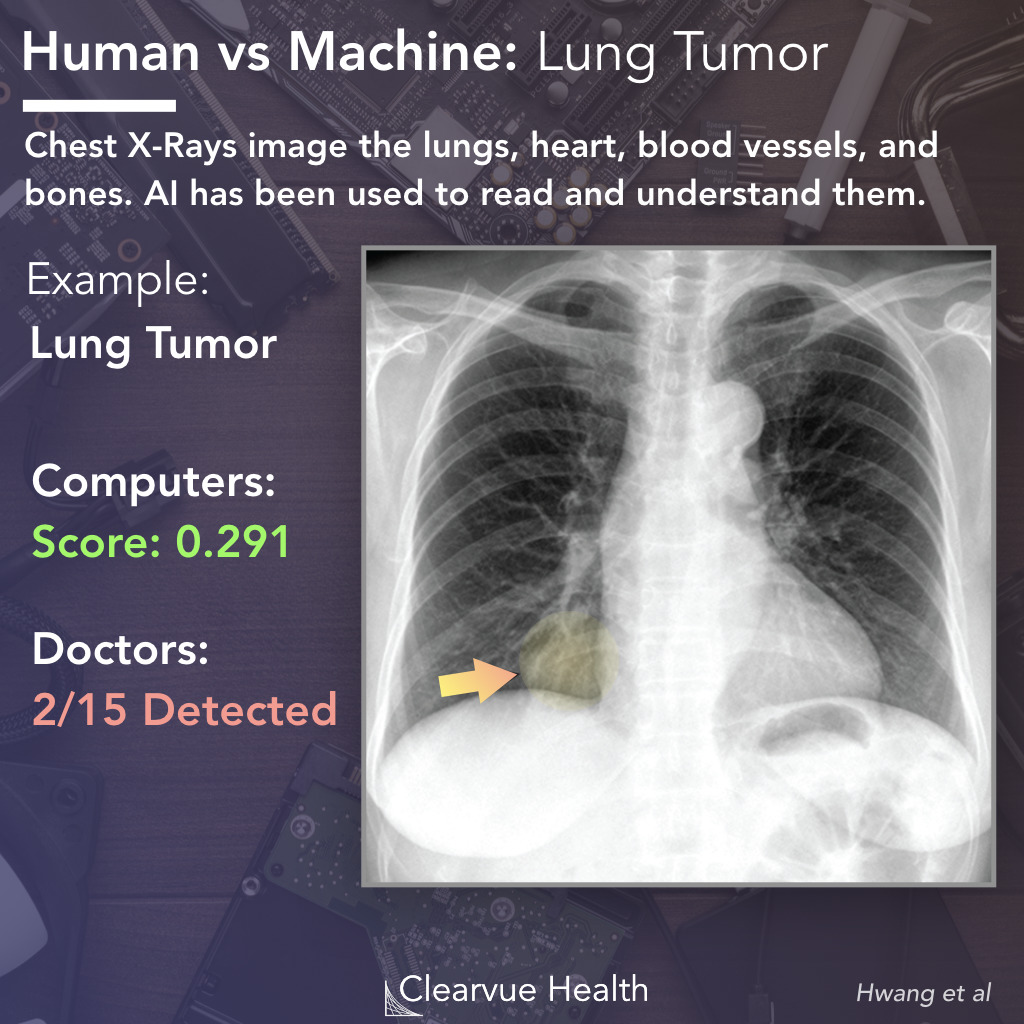 Human vs Machine: Lung Tumor
Chest X-Rays image the lungs, heart, blood vessels, and
bones. AI has been used to read and understand them.
Example:
Lung Tumor
Computers:
Score: 0.291
Doctors:
2/15 Detected
Clearvue Health
Hwang et al